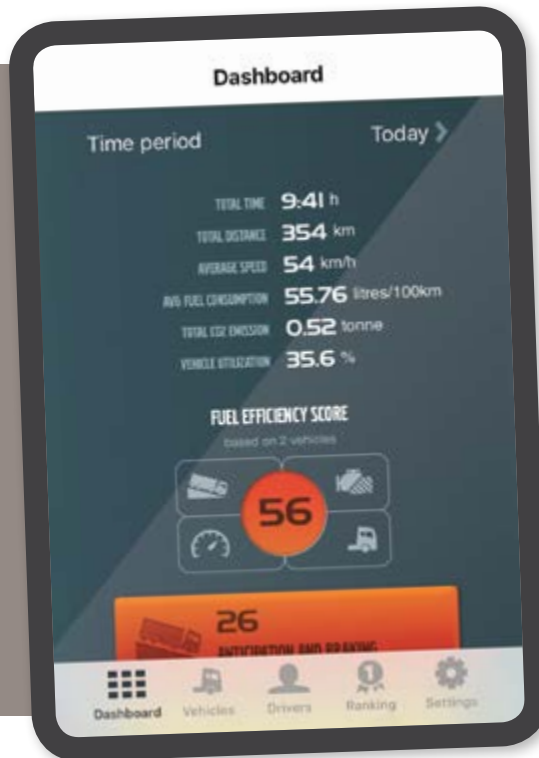 Dashboard
Time period Today
TOTAL TIME 9:41 h
TOTAL DISTANCE 354 km
AVERAGE SPEED 54 km/h
AVG FUEL CONSUMPTION 55.76 litres/100km
TOTAL CO2 EMISSION 0.52 tonne
VEHICLE UTILIZATION 35.6 %
FUEL EFFICIENCY SCORE
based on 2 vehicles
56
26
ANTICIPATION AND BRAKING
1
Dashboard Vehicles Drivers Ranking Settings